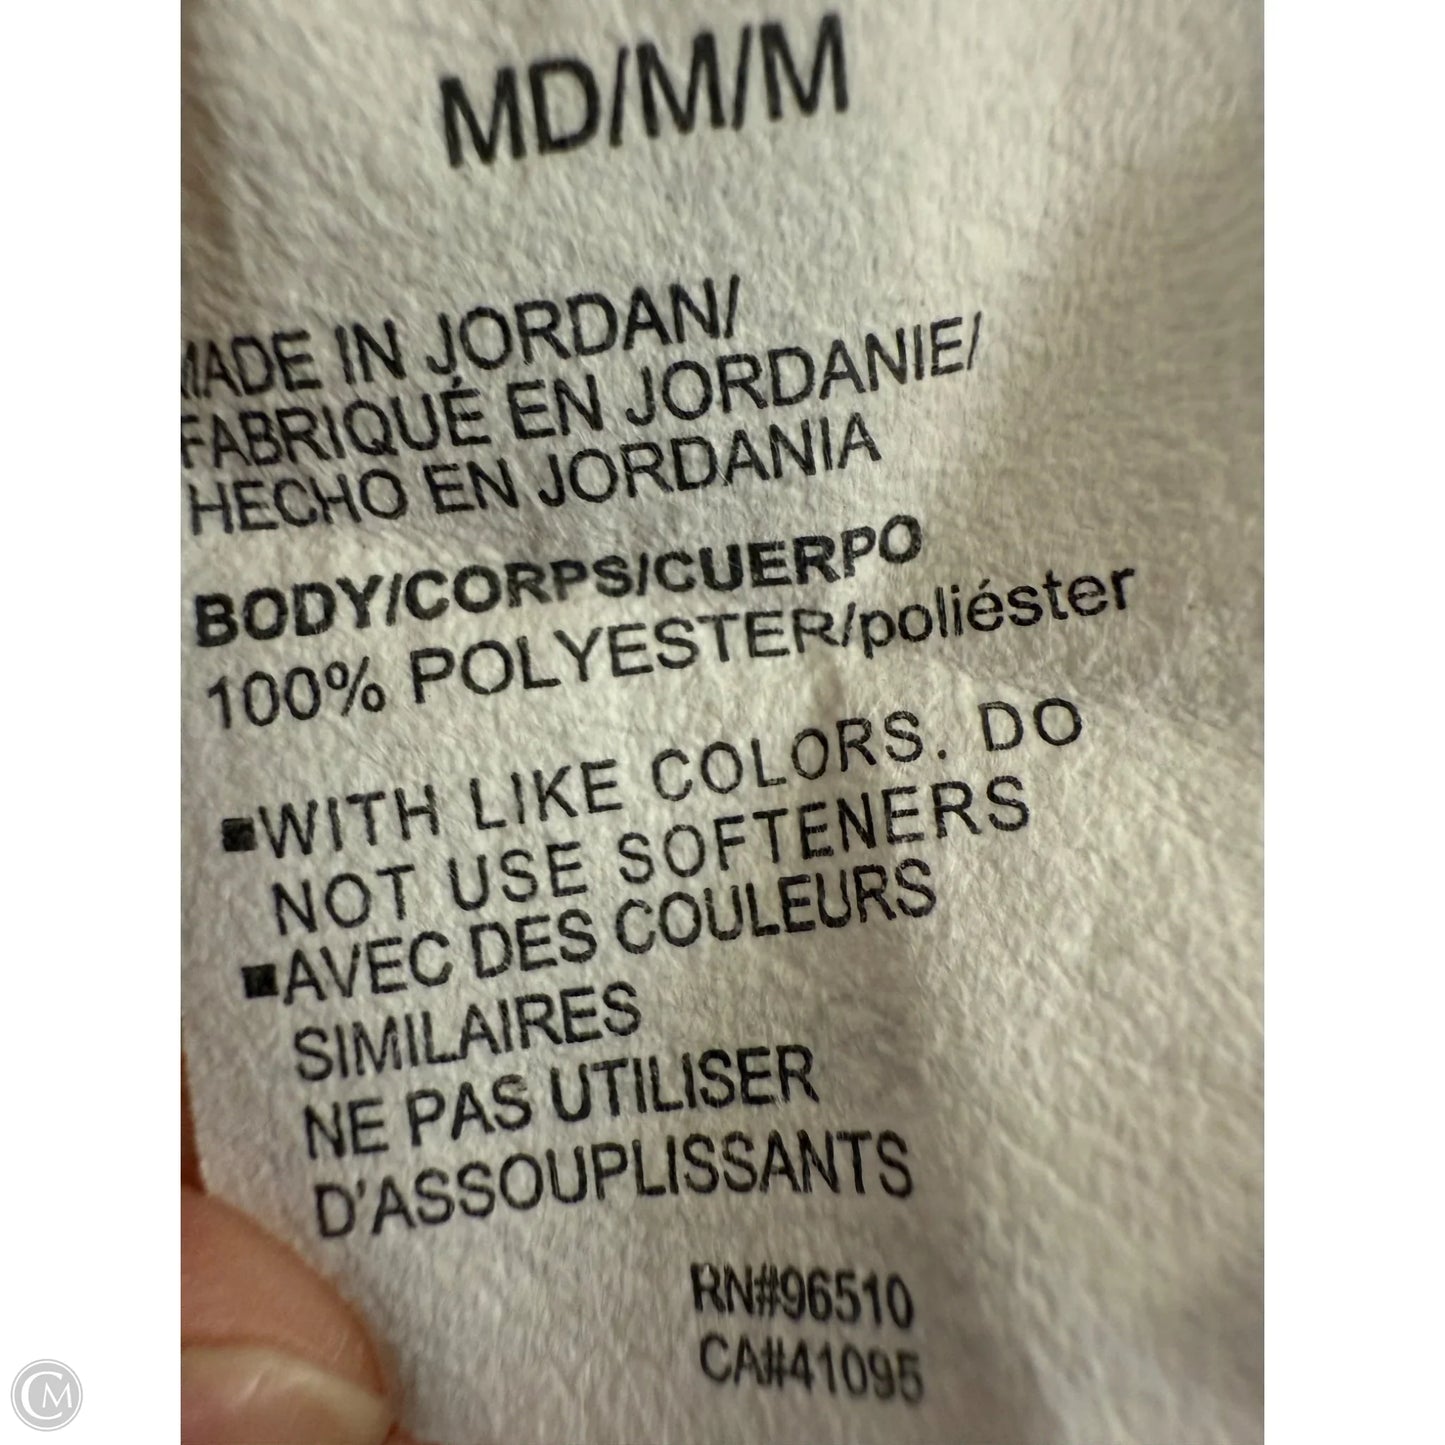 MD/M/M
MADE IN JORDAN/
FABRIQUÉ EN JORDANIE/
HECHO EN JORDANIA
BODY/CORPS/CUERPO
100% POLYESTER/poliéster
▪WITH LIKE COLORS. DO
NOT USE SOFTENERS
▪AVEC DES COULEURS
SIMILAIRES
NE PAS UTILISER
D'ASSOUPLISSANTS
RN#96510
CA#41095
CM